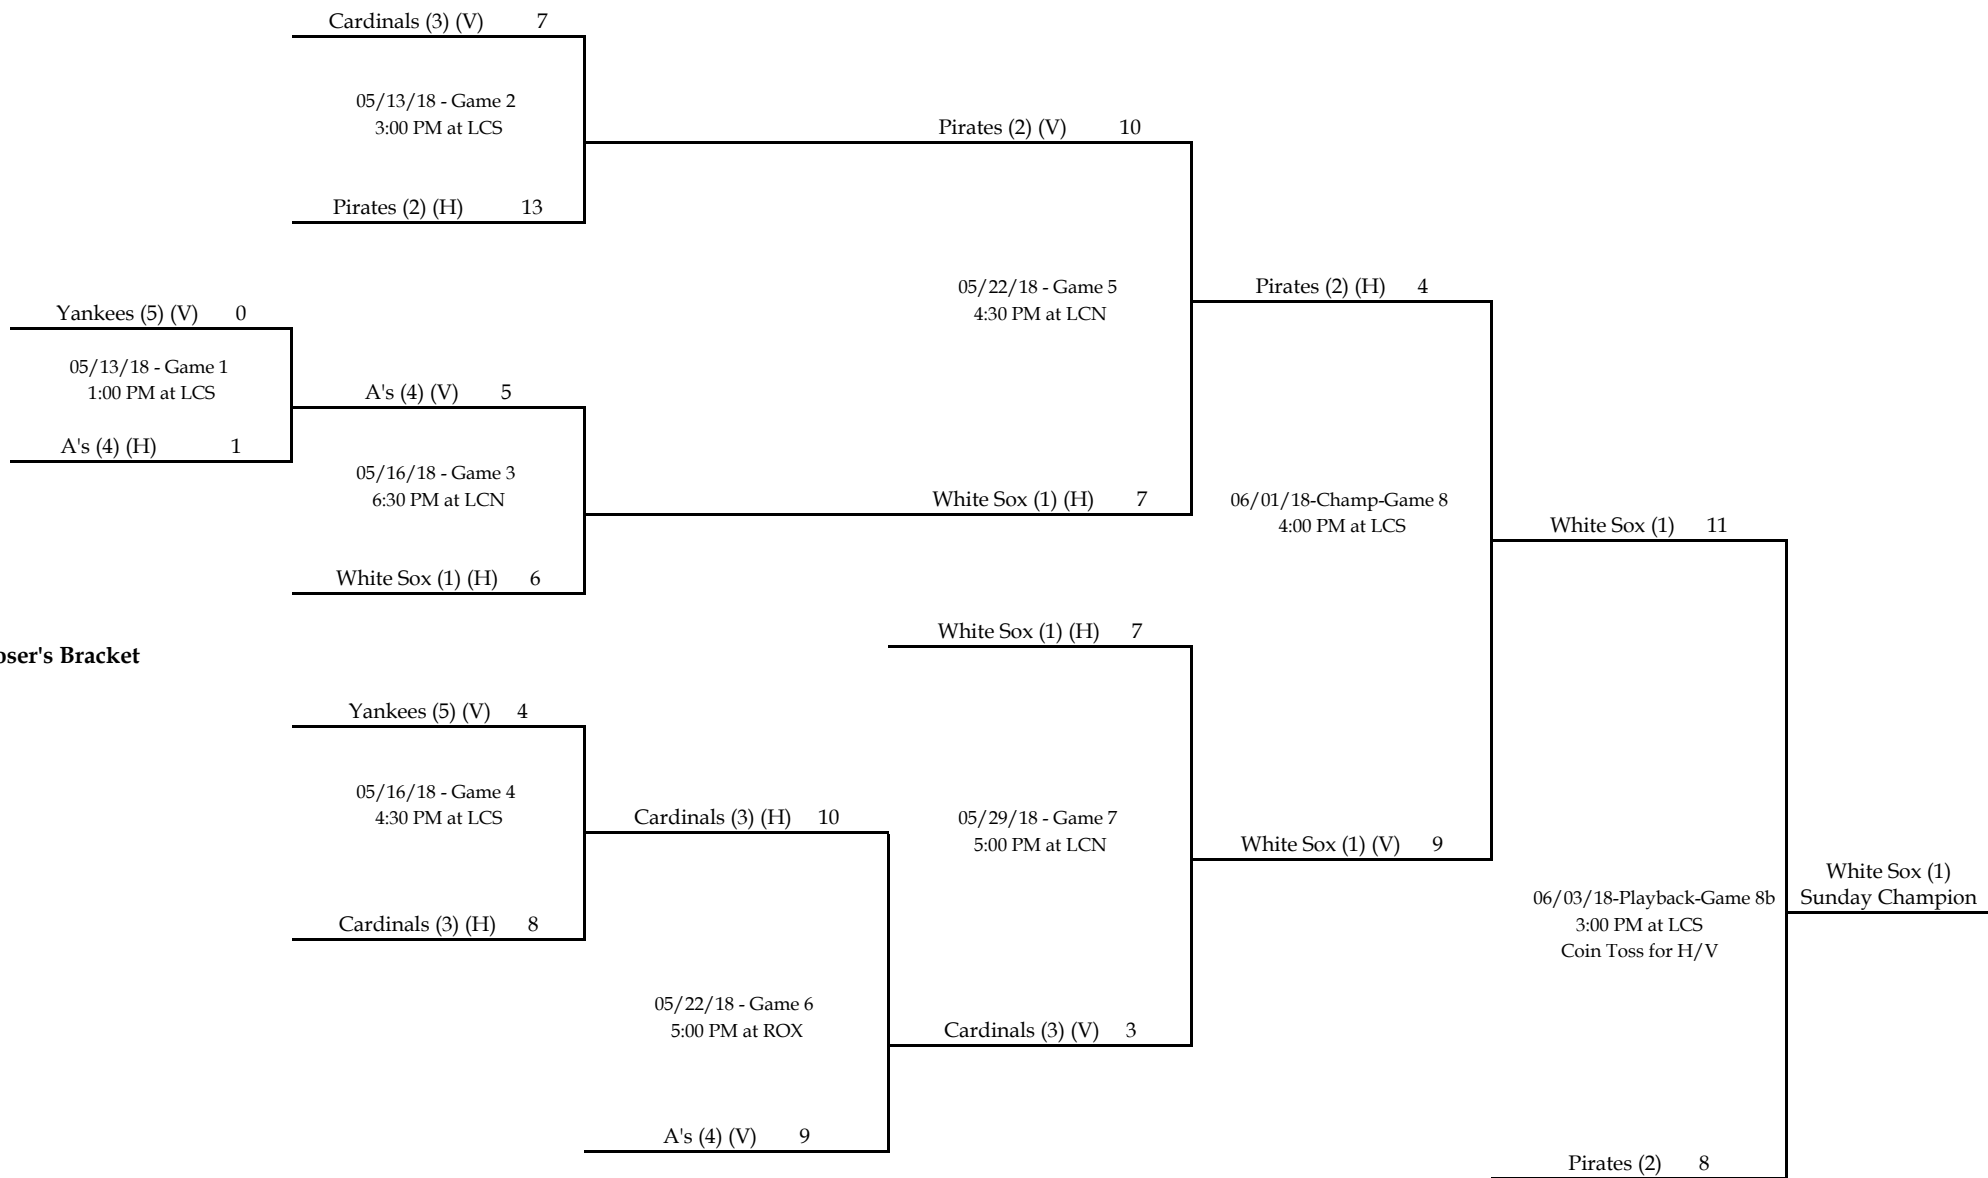 Cardinals (3) (V) 7
05/13/18 - Game 2
3:00 PM at LCS
Pirates (2) (V) 10
Pirates (2) (H) 13
05/22/18 - Game 5
4:30 PM at LCN
Pirates (2) (H) 4
Yankees (5) (V) 0
05/13/18 - Game 1
1:00 PM at LCS
A's (4) (V) 5
A's (4) (H) 1
05/16/18 - Game 3
6:30 PM at LCN
White Sox (1) (H) 7
06/01/18-Champ-Game 8
4:00 PM at LCS
White Sox (1) 11
White Sox (1) (H) 6
White Sox (1) (H) 7
oser's Bracket
Yankees (5) (V) 4
05/16/18 - Game 4
4:30 PM at LCS
Cardinals (3) (H) 10
05/29/18 - Game 7
5:00 PM at LCN
White Sox (1) (V) 9
White Sox (1)
Sunday Champion
06/03/18-Playback-Game 8b
3:00 PM at LCS
Coin Toss for H/V
Cardinals (3) (H) 8
05/22/18 - Game 6
5:00 PM at ROX
Cardinals (3) (V) 3
A's (4) (V) 9
Pirates (2) 8